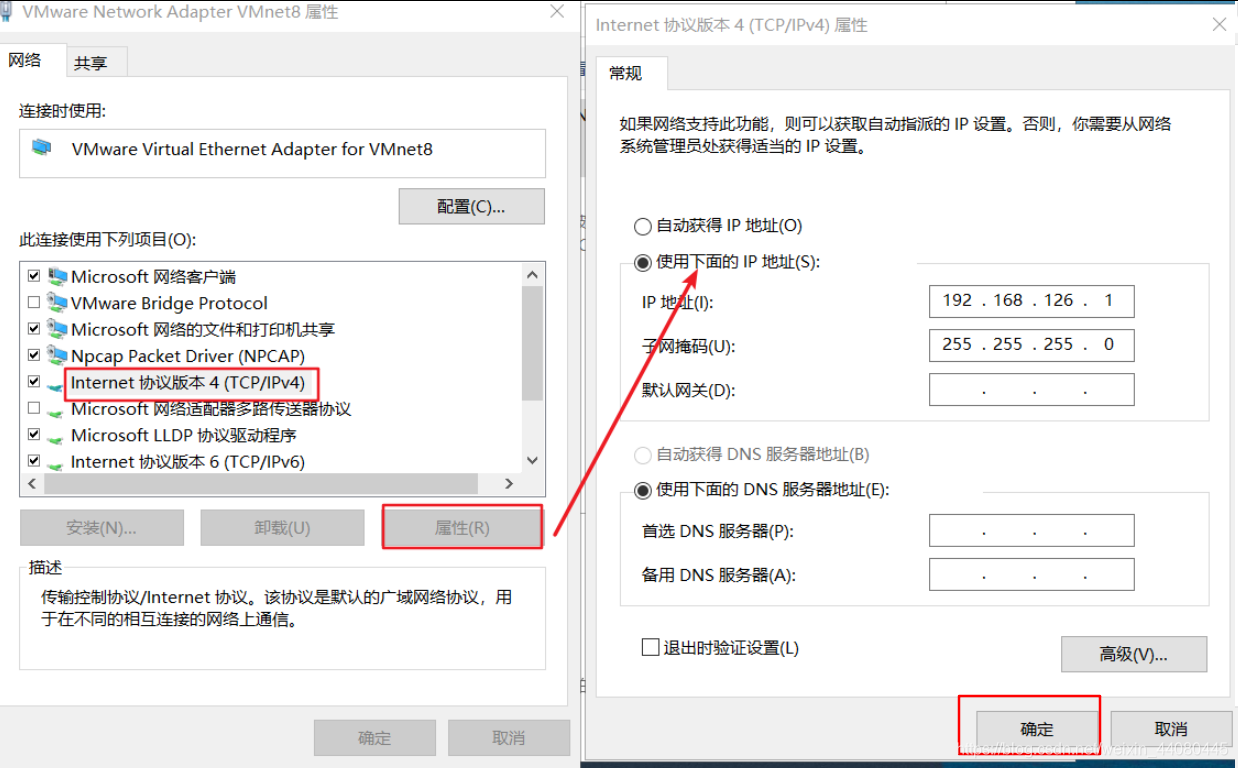 VMware Network Adapter VMnet8 属性
网络
共享
连接时使用:
VMware Virtual Ethernet Adapter for VMnet8
配置(C)...
此连接使用下列项目(O):
Microsoft 网络客户端
VMware Bridge Protocol
Microsoft 网络的文件和打印机共享
Npcap Packet Driver (NPCAP)
Internet 协议版本 4 (TCP/IPv4)
Microsoft 网络适配器多路传送器协议
Microsoft LLDP 协议驱动程序
Internet 协议版本 6 (TCP/IPv6)
安装(N)...
卸载(U)
属性(R)
描述
传输控制协议/Internet 协议。该协议是默认的广域网络协议，用
于在不同的相互连接的网络上通信。
确定
取消
Internet 协议版本 4 (TCP/IPv4) 属性
常规
如果网络支持此功能，则可以获取自动指派的 IP 设置。否则，你需要从网络
系统管理员处获得适当的 IP 设置。
自动获得 IP 地址(O)
使用下面的 IP 地址(S):
IP 地址(I):
192 . 168 . 126 . 1
子网掩码(U):
255 . 255 . 255 . 0
默认网关(D):
. . .
自动获得 DNS 服务器地址(B)
使用下面的 DNS 服务器地址(E):
首选 DNS 服务器(P):
. . .
备用 DNS 服务器(A):
. . .
退出时验证设置(L)
高级(V)...
确定
取消
https://blog.csdn.net/weixin_44080445